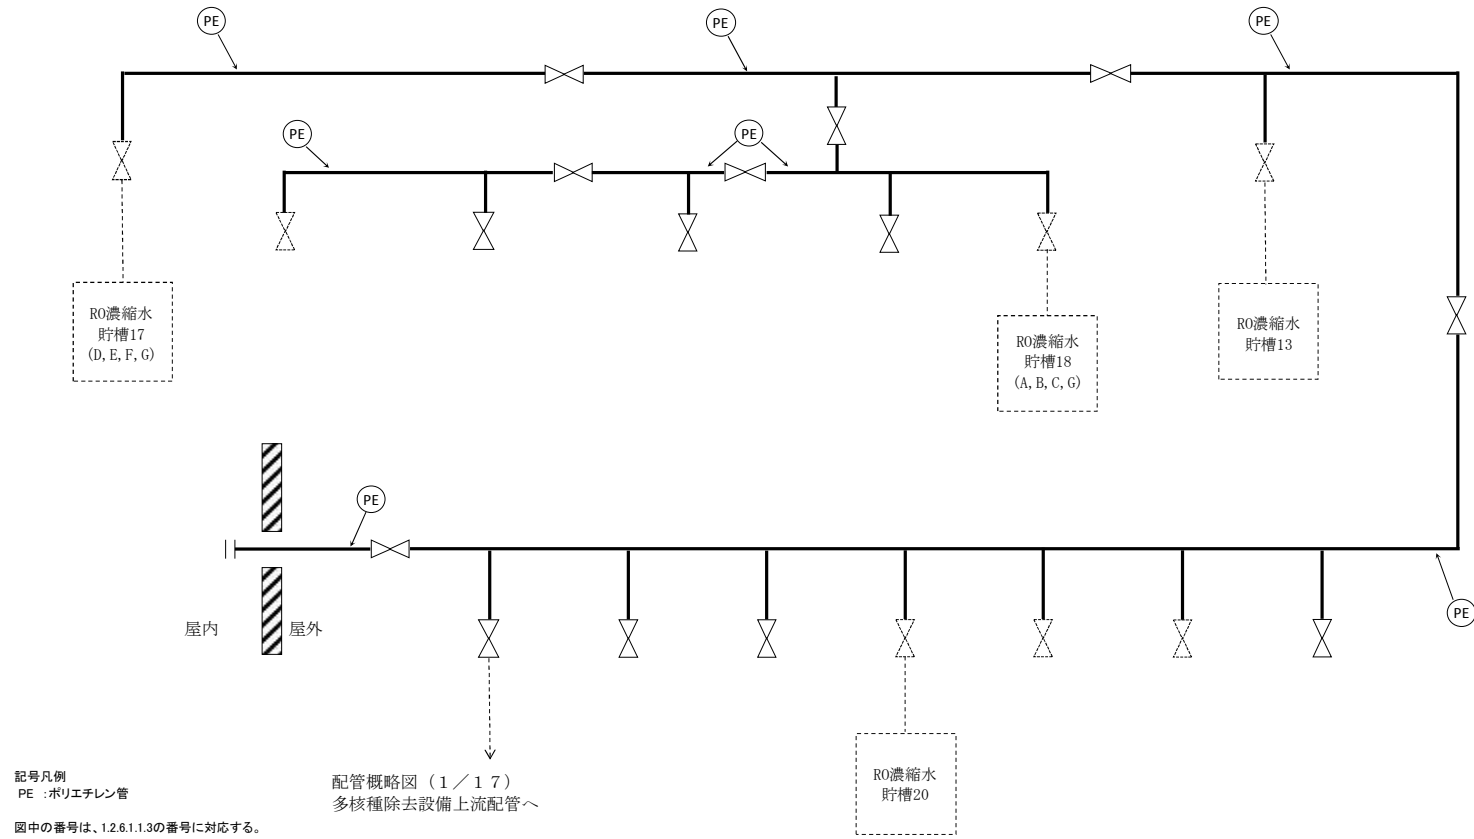 PE
PE
PE
PE
PE
RO濃縮水
貯槽17
(D,E,F,G)
RO濃縮水
貯槽18
(A,B,C,G)
RO濃縮水
貯槽13
PE
PE
屋内
屋外
配管概略図（1／17）
多核種除去設備上流配管へ
RO濃縮水
貯槽20
記号凡例
PE ：ポリエチレン管
図中の番号は、1.2.6.1.1.3の番号に対応する。